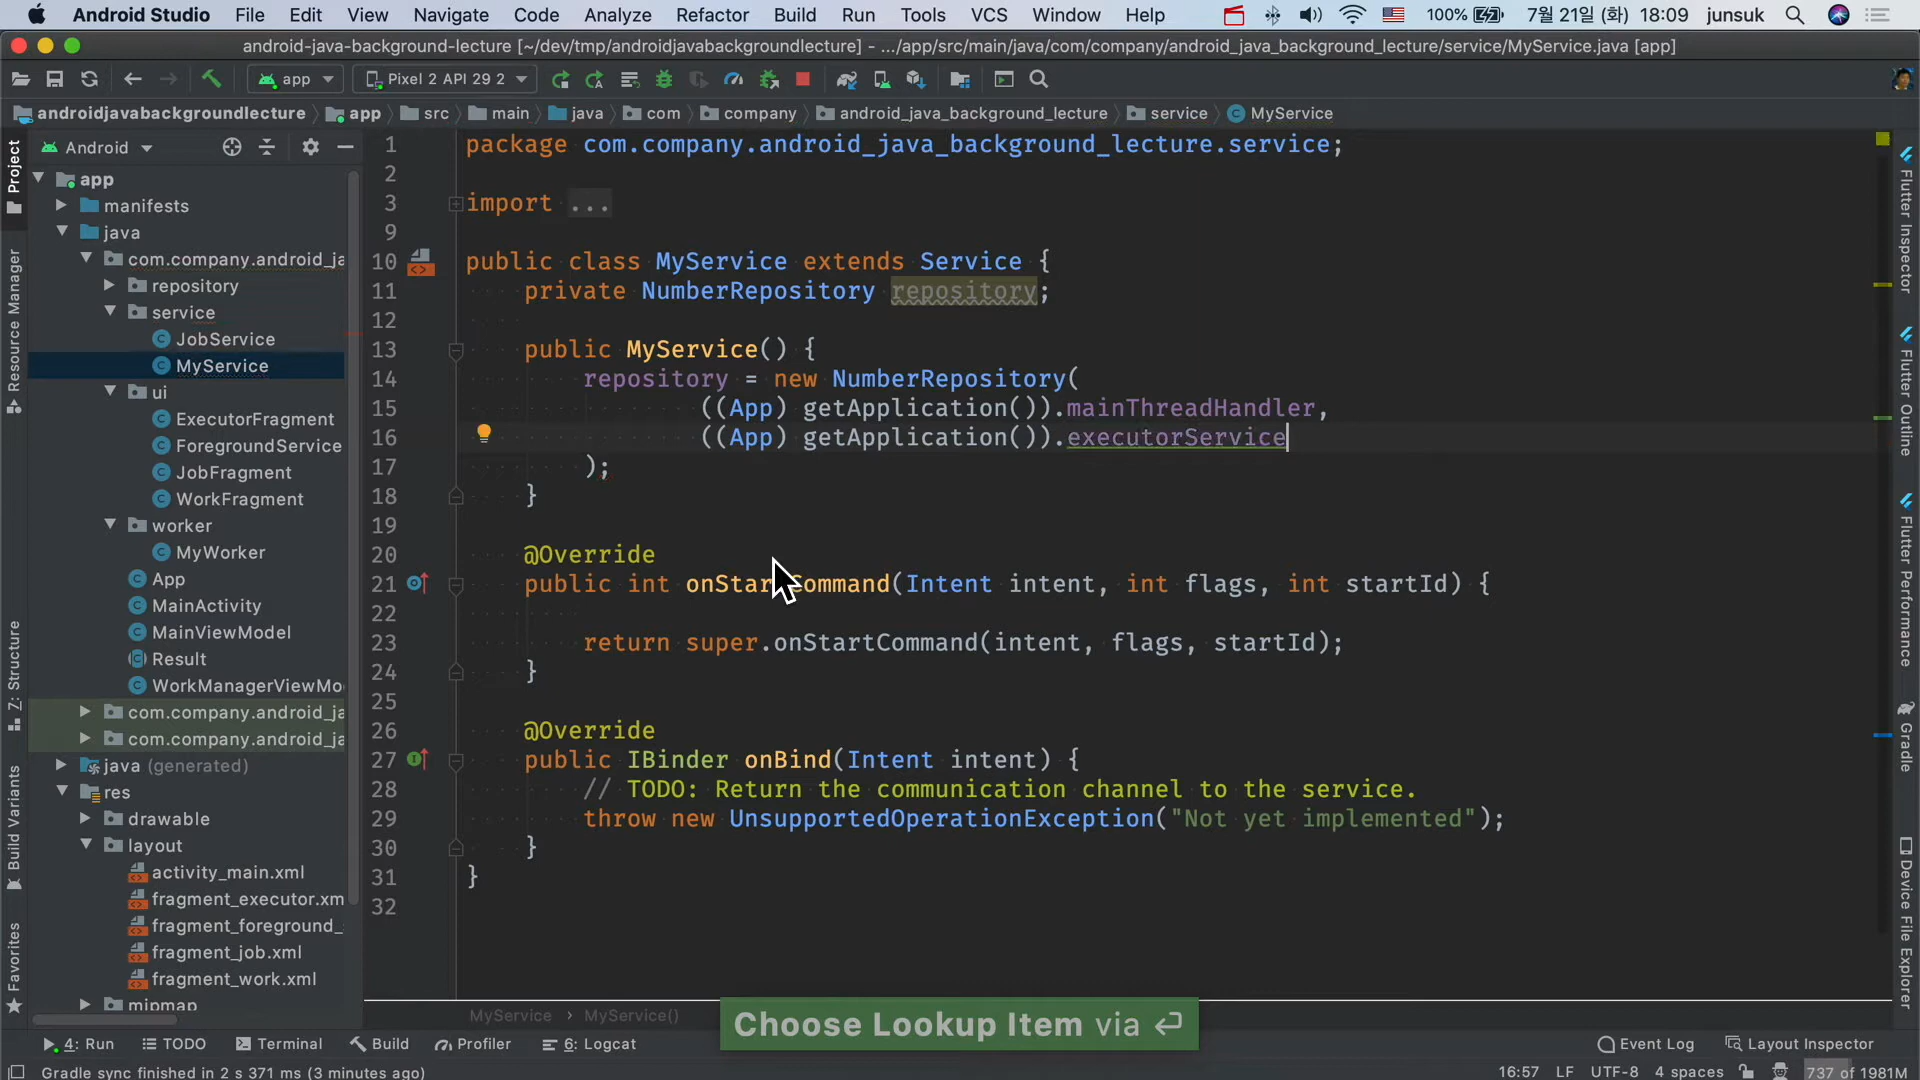 Android Studio File Edit View Navigate Code Analyze Refactor Build Run Tools VCS Window Help 100% 7월 21일 (화) 18:09 junsuk
android-java-background-lecture [~/dev/tmp/androidjavabackgroundlecture] - .../app/src/main/java/com/company/android_java_background_lecture/service/MyService.java [app]
app Pixel 2 API 29 2
androidjavabackgroundlecture app src main java com company android_java_background_lecture service MyService
Android
app
manifests
java
com.company.android_ja
repository
service
JobService
MyService
ui
ExecutorFragment
ForegroundService
JobFragment
WorkFragment
worker
MyWorker
App
MainActivity
MainViewModel
Result
WorkManagerViewMo
com.company.android_ja
com.company.android_ja
java (generated)
res
drawable
layout
activity_main.xml
fragment_executor.xm
fragment_foreground_
fragment_job.xml
fragment_work.xml
mipmap
Project
Resource Manager
Z: Structure
Build Variants
Favorites
1 package com.company.android_java_background_lecture.service;
2
3 import ...
9
10 public class MyService extends Service {
11 private NumberRepository repository;
12
13 public MyService() {
14 repository = new NumberRepository(
15 ((App) getApplication()).mainThreadHandler,
16 ((App) getApplication()).executorService
17 );
18 }
19
20 @Override
21 public int onStartCommand(Intent intent, int flags, int startId) {
22
23 return super.onStartCommand(intent, flags, startId);
24 }
25
26 @Override
27 public IBinder onBind(Intent intent) {
28 // TODO: Return the communication channel to the service.
29 throw new UnsupportedOperationException("Not yet implemented");
30 }
31 }
32
Flutter Inspector
Flutter Outline
Flutter Performance
Gradle
Device File Explorer
MyService MyService()
Choose Lookup Item via ⏎
4: Run TODO Terminal Build Profiler 6: Logcat Event Log Layout Inspector
Gradle sync finished in 2 s 371 ms (3 minutes ago) 16:57 LF UTF-8 4 spaces 737 of 1981M